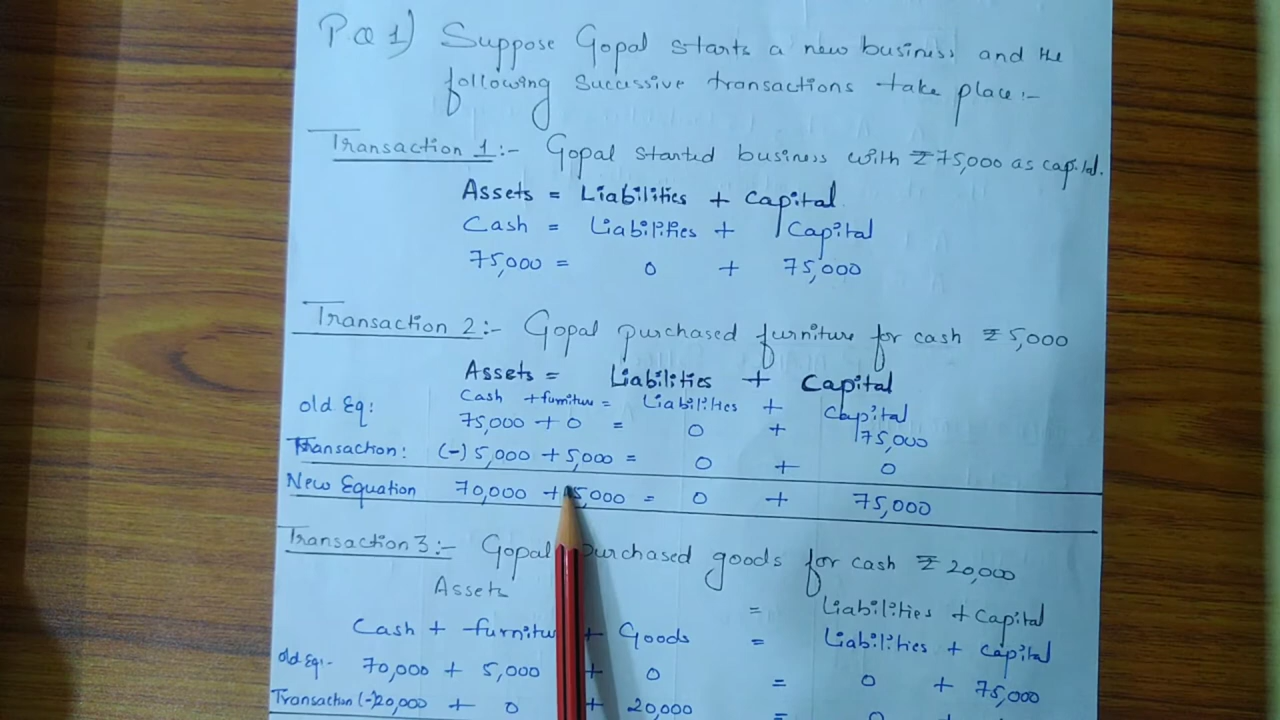 P Q 1) Suppose Gopal starts a new business and the
following successive transactions take place:-
Transaction 1:- Gopal started business with ₹75,000 as capital.
Assets = Liabilities + Capital
Cash = Liabilities + Capital
75,000 = 0 + 75,000
Transaction 2:- Gopal purchased furniture for cash ₹5,000
Assets = Liabilities + Capital
Cash + furniture = Liabilities + Capital
old Eq: 75,000 + 0 = 0 + 75,000
Transaction: (-) 5,000 + 5,000 = 0 + 0
New Equation 70,000 + 5,000 = 0 + 75,000
Transaction 3:- Gopal purchased goods for cash ₹20,000
Assets = Liabilities + Capital
Cash + furniture + Goods = Liabilities + Capital
old Eq:- 70,000 + 5,000 + 0 = 0 + 75,000
Transaction (-)20,000 + 0 + 20,000 = 0